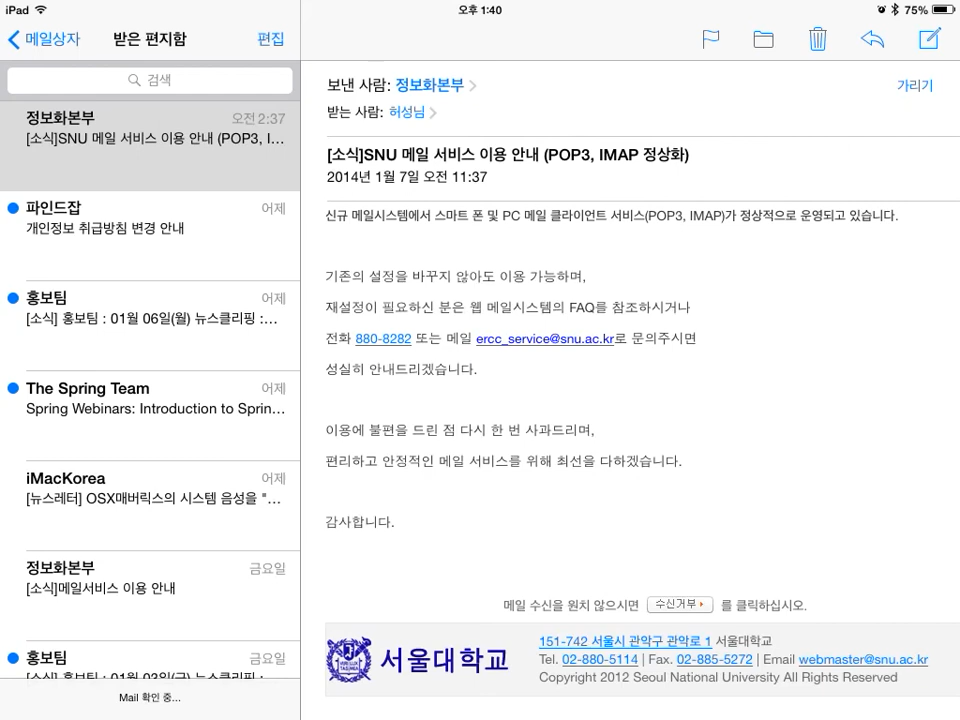 iPad
오후 1:40
75%
메일상자
받은 편지함
편집
검색
정보화본부
오전 2:37
[소식]SNU 메일 서비스 이용 안내 (POP3, I...
파인드잡
어제
개인정보 취급방침 변경 안내
홍보팀
어제
[소식] 홍보팀 : 01월 06일(월) 뉴스클리핑 :...
The Spring Team
어제
Spring Webinars: Introduction to Sprin...
iMacKorea
어제
[뉴스레터] OSX매버릭스의 시스템 음성을 "...
정보화본부
금요일
[소식]메일서비스 이용 안내
홍보팀
금요일
[소식] 홍보팀 : 01월 03일(금) 뉴스클리핑 :
Mail 확인 중...
보낸 사람: 정보화본부
가리기
받는 사람: 허성님
[소식]SNU 메일 서비스 이용 안내 (POP3, IMAP 정상화)
2014년 1월 7일 오전 11:37
신규 메일시스템에서 스마트 폰 및 PC 메일 클라이언트 서비스(POP3, IMAP)가 정상적으로 운영되고 있습니다.
기존의 설정을 바꾸지 않아도 이용 가능하며,
재설정이 필요하신 분은 웹 메일시스템의 FAQ를 참조하시거나
전화 880-8282 또는 메일 ercc_service@snu.ac.kr로 문의주시면
성실히 안내드리겠습니다.
이용에 불편을 드린 점 다시 한 번 사과드리며,
편리하고 안정적인 메일 서비스를 위해 최선을 다하겠습니다.
감사합니다.
메일 수신을 원치 않으시면 수신거부 를 클릭하십시오.
서울대학교
151-742 서울시 관악구 관악로 1 서울대학교
Tel. 02-880-5114 | Fax. 02-885-5272 | Email webmaster@snu.ac.kr
Copyright 2012 Seoul National University All Rights Reserved